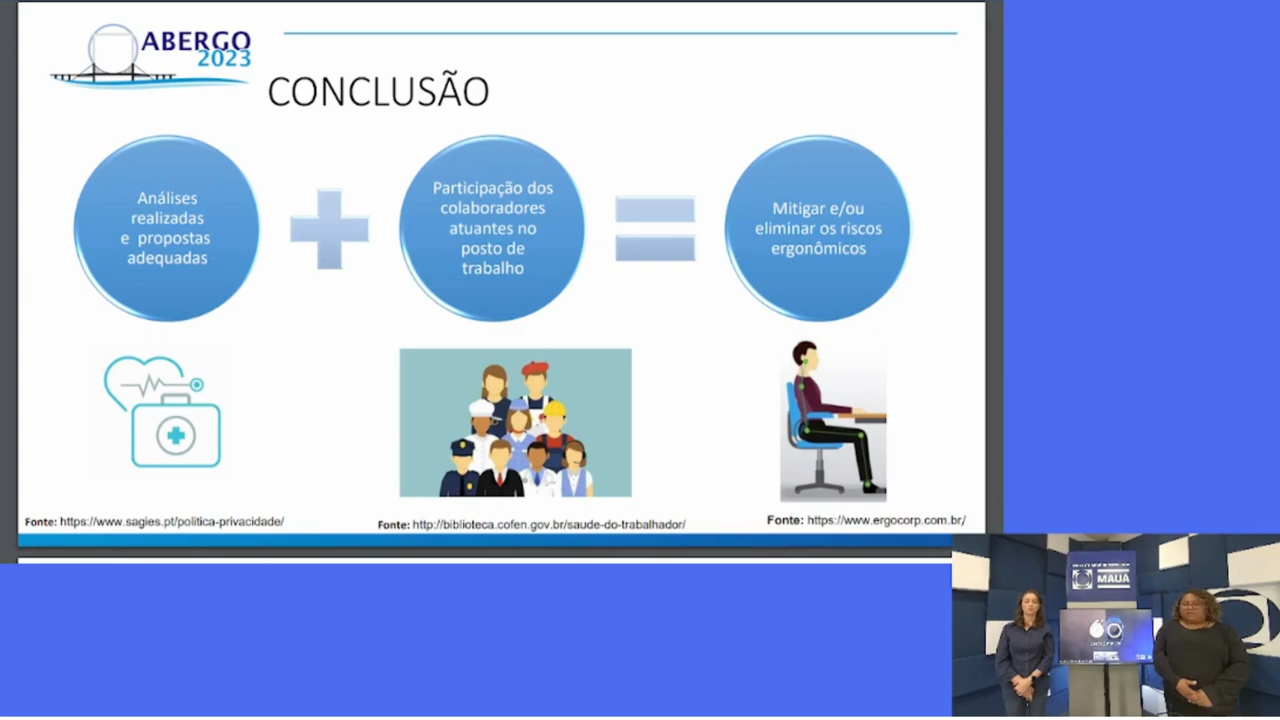 ABERGO
2023
CONCLUSÃO
Análises
realizadas
e propostas
adequadas
Participação dos
colaboradores
atuantes no
posto de
trabalho
Mitigar e/ou
eliminar os riscos
ergonômicos
Fonte: https://www.sagies.pt/politica-privacidade/
Fonte: http://biblioteca.cofen.gov.br/saude-do-trabalhador/
Fonte: https://www.ergocorp.com.br/
MAUÁ